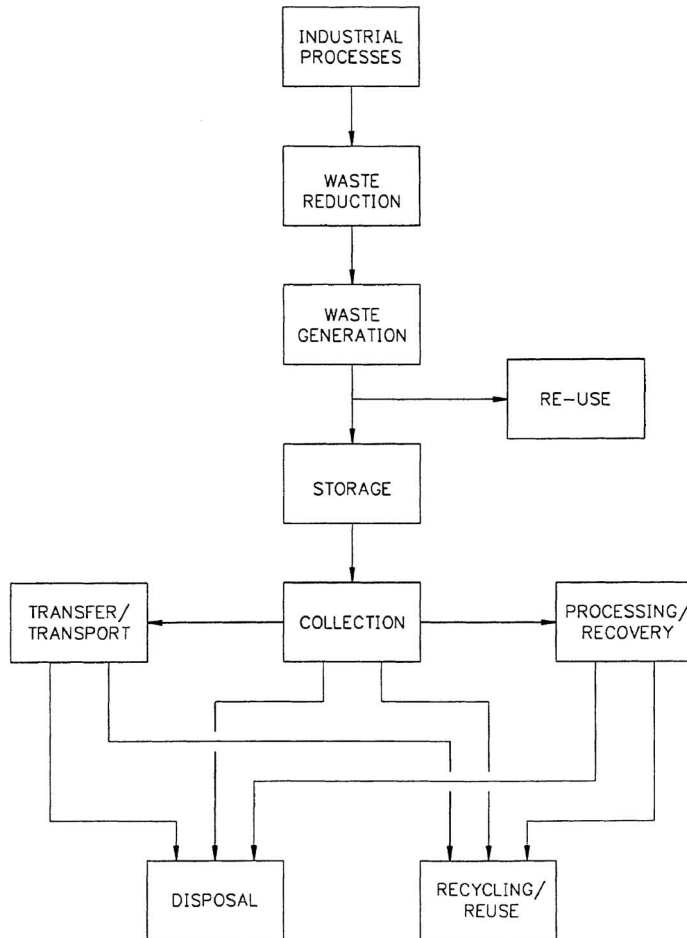 INDUSTRIAL
PROCESSES
WASTE
REDUCTION
WASTE
GENERATION
RE-USE
STORAGE
TRANSFER/
TRANSPORT
COLLECTION
PROCESSING/
RECOVERY
DISPOSAL
RECYCLING/
REUSE